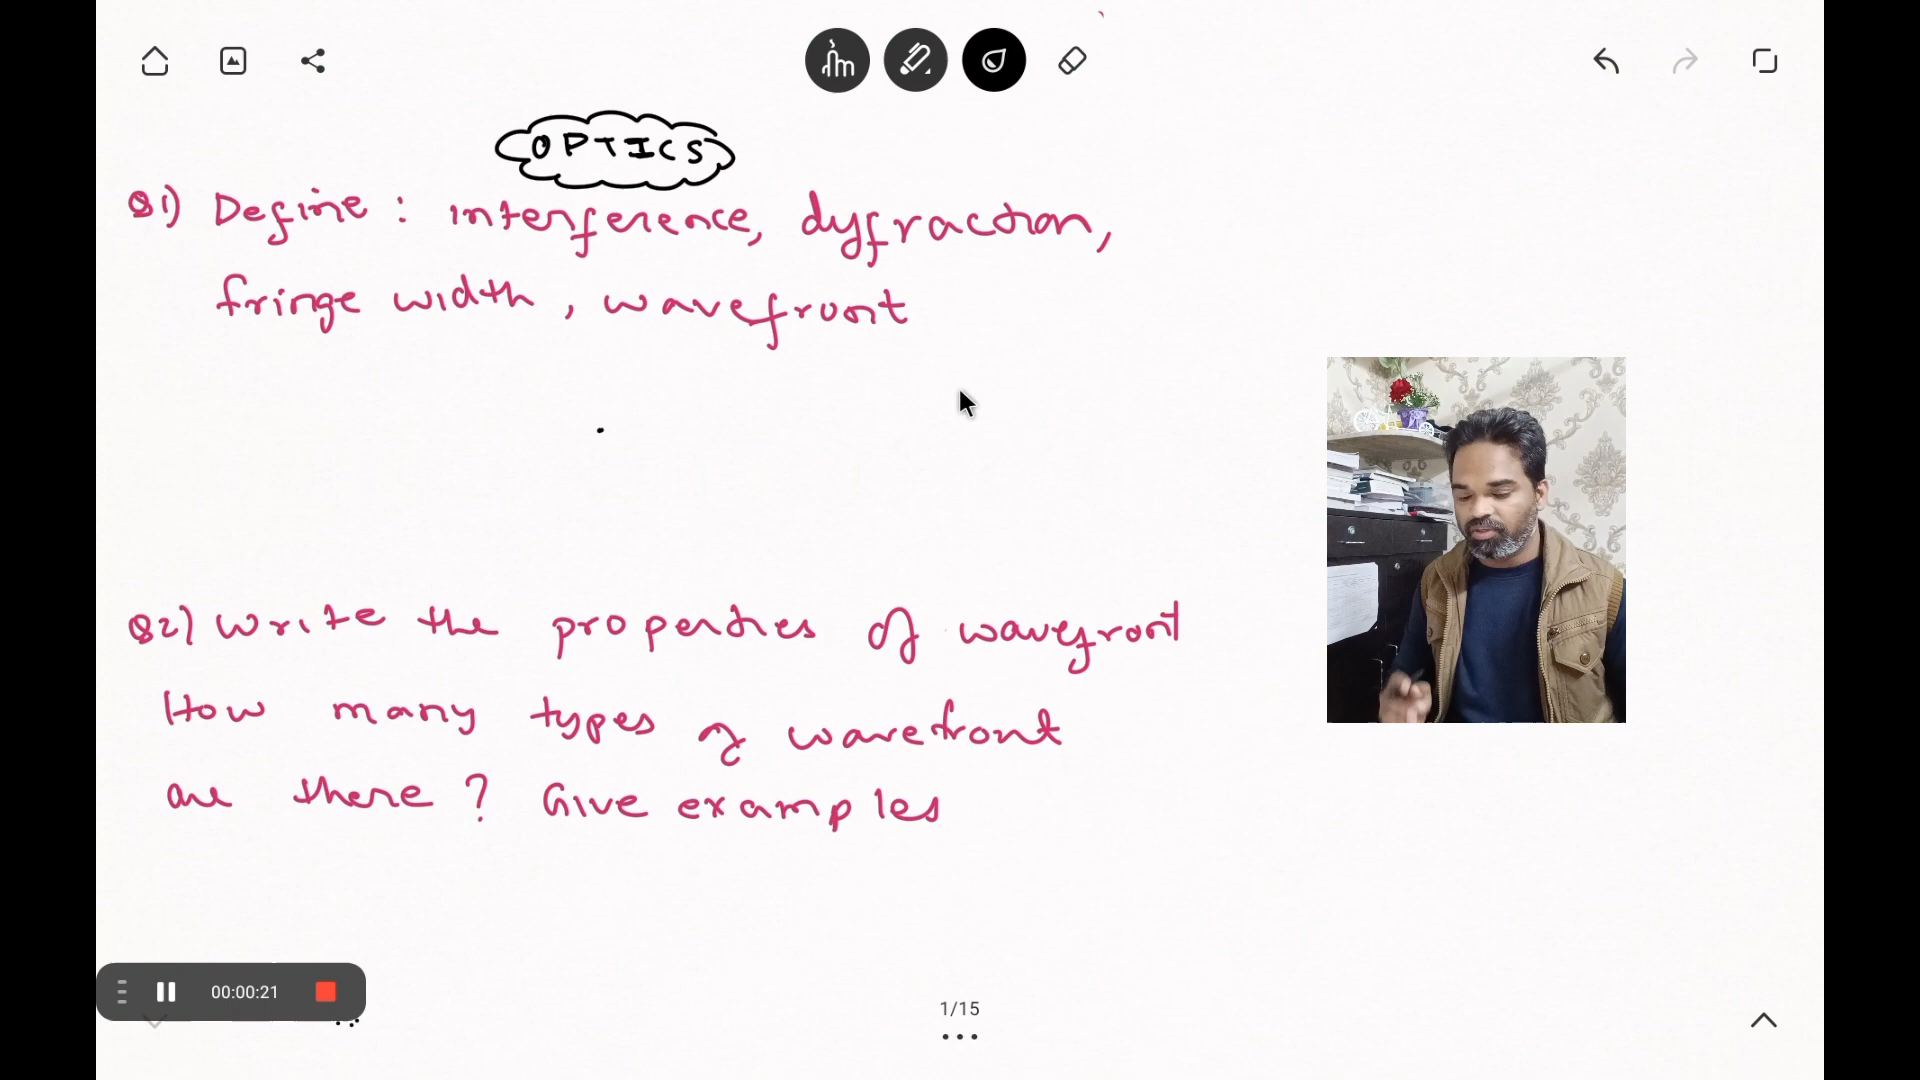 OPTICS
Q1) Define : interference, dyfraction,
fringe width, wavefront
Q2) Write the properties of wavefront
How many types of wavefront
are there? Give examples
00:00:21
1/15